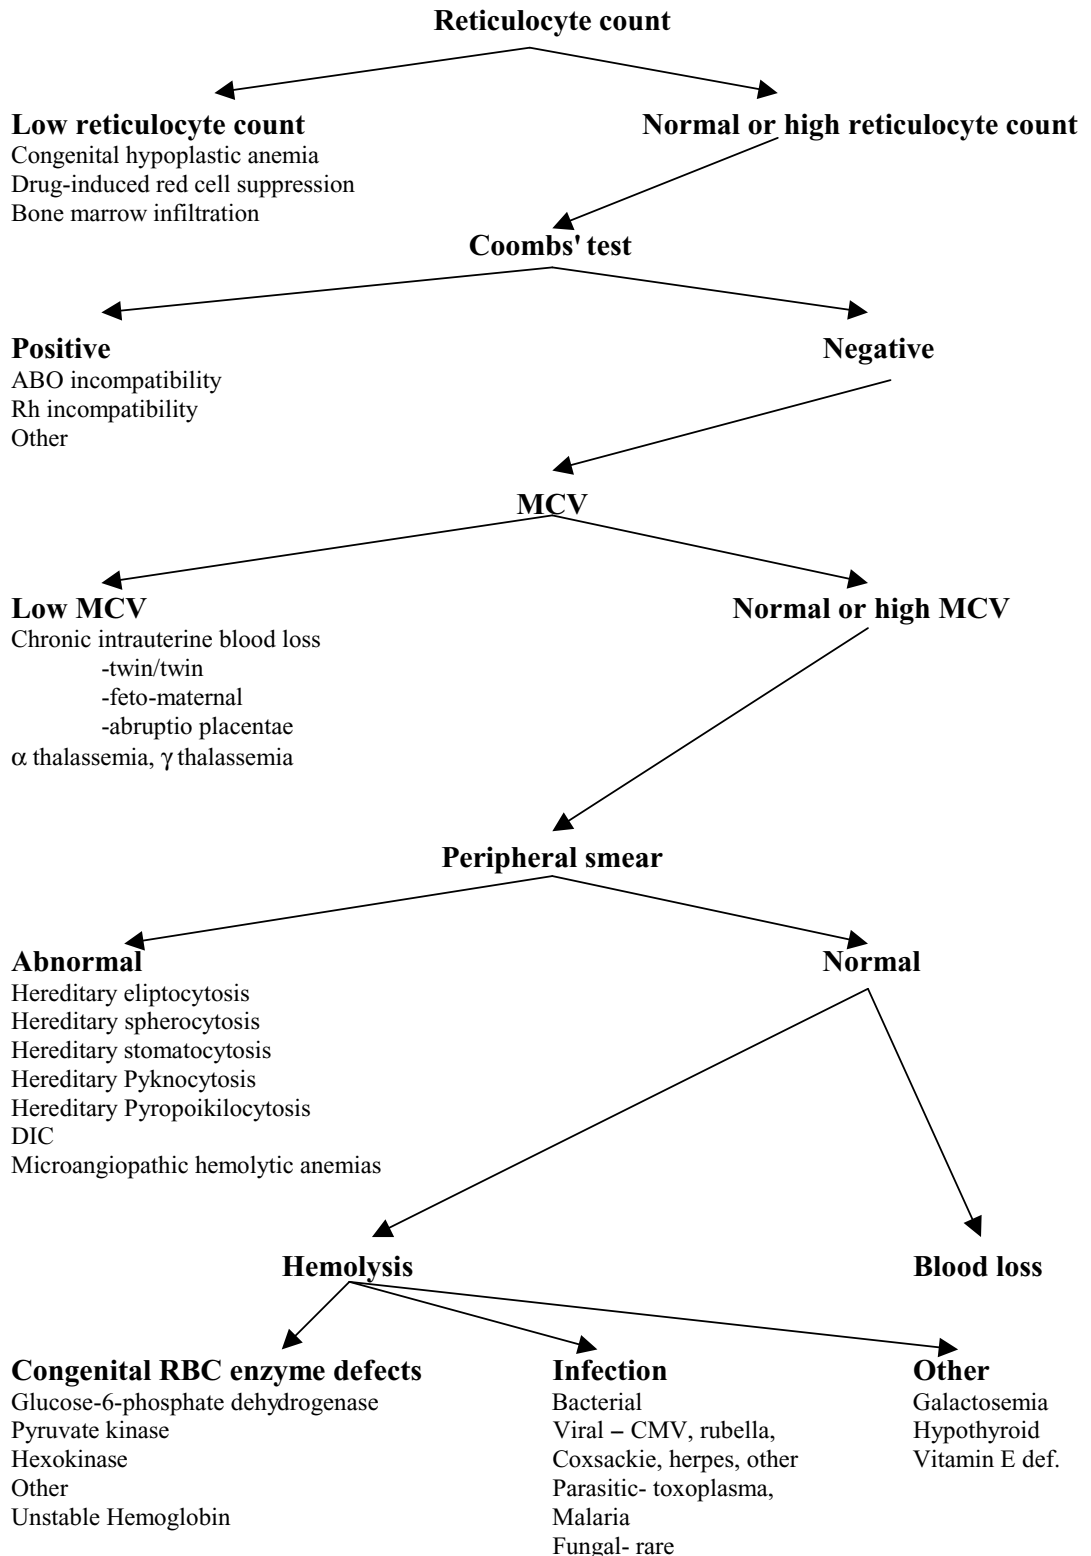 Reticulocyte count
Low reticulocyte count
Congenital hypoplastic anemia
Drug-induced red cell suppression
Bone marrow infiltration
Normal or high reticulocyte count
Coombs' test
Positive
ABO incompatibility
Rh incompatibility
Other
Negative
MCV
Low MCV
Chronic intrauterine blood loss
-twin/twin
-feto-maternal
-abruptio placentae
α thalassemia, γ thalassemia
Normal or high MCV
Peripheral smear
Abnormal
Hereditary eliptocytosis
Hereditary spherocytosis
Hereditary stomatocytosis
Hereditary Pyknocytosis
Hereditary Pyropoikilocytosis
DIC
Microangiopathic hemolytic anemias
Normal
Hemolysis
Blood loss
Congenital RBC enzyme defects
Glucose-6-phosphate dehydrogenase
Pyruvate kinase
Hexokinase
Other
Unstable Hemoglobin
Infection
Bacterial
Viral – CMV, rubella,
Coxsackie, herpes, other
Parasitic- toxoplasma,
Malaria
Fungal- rare
Other
Galactosemia
Hypothyroid
Vitamin E def.